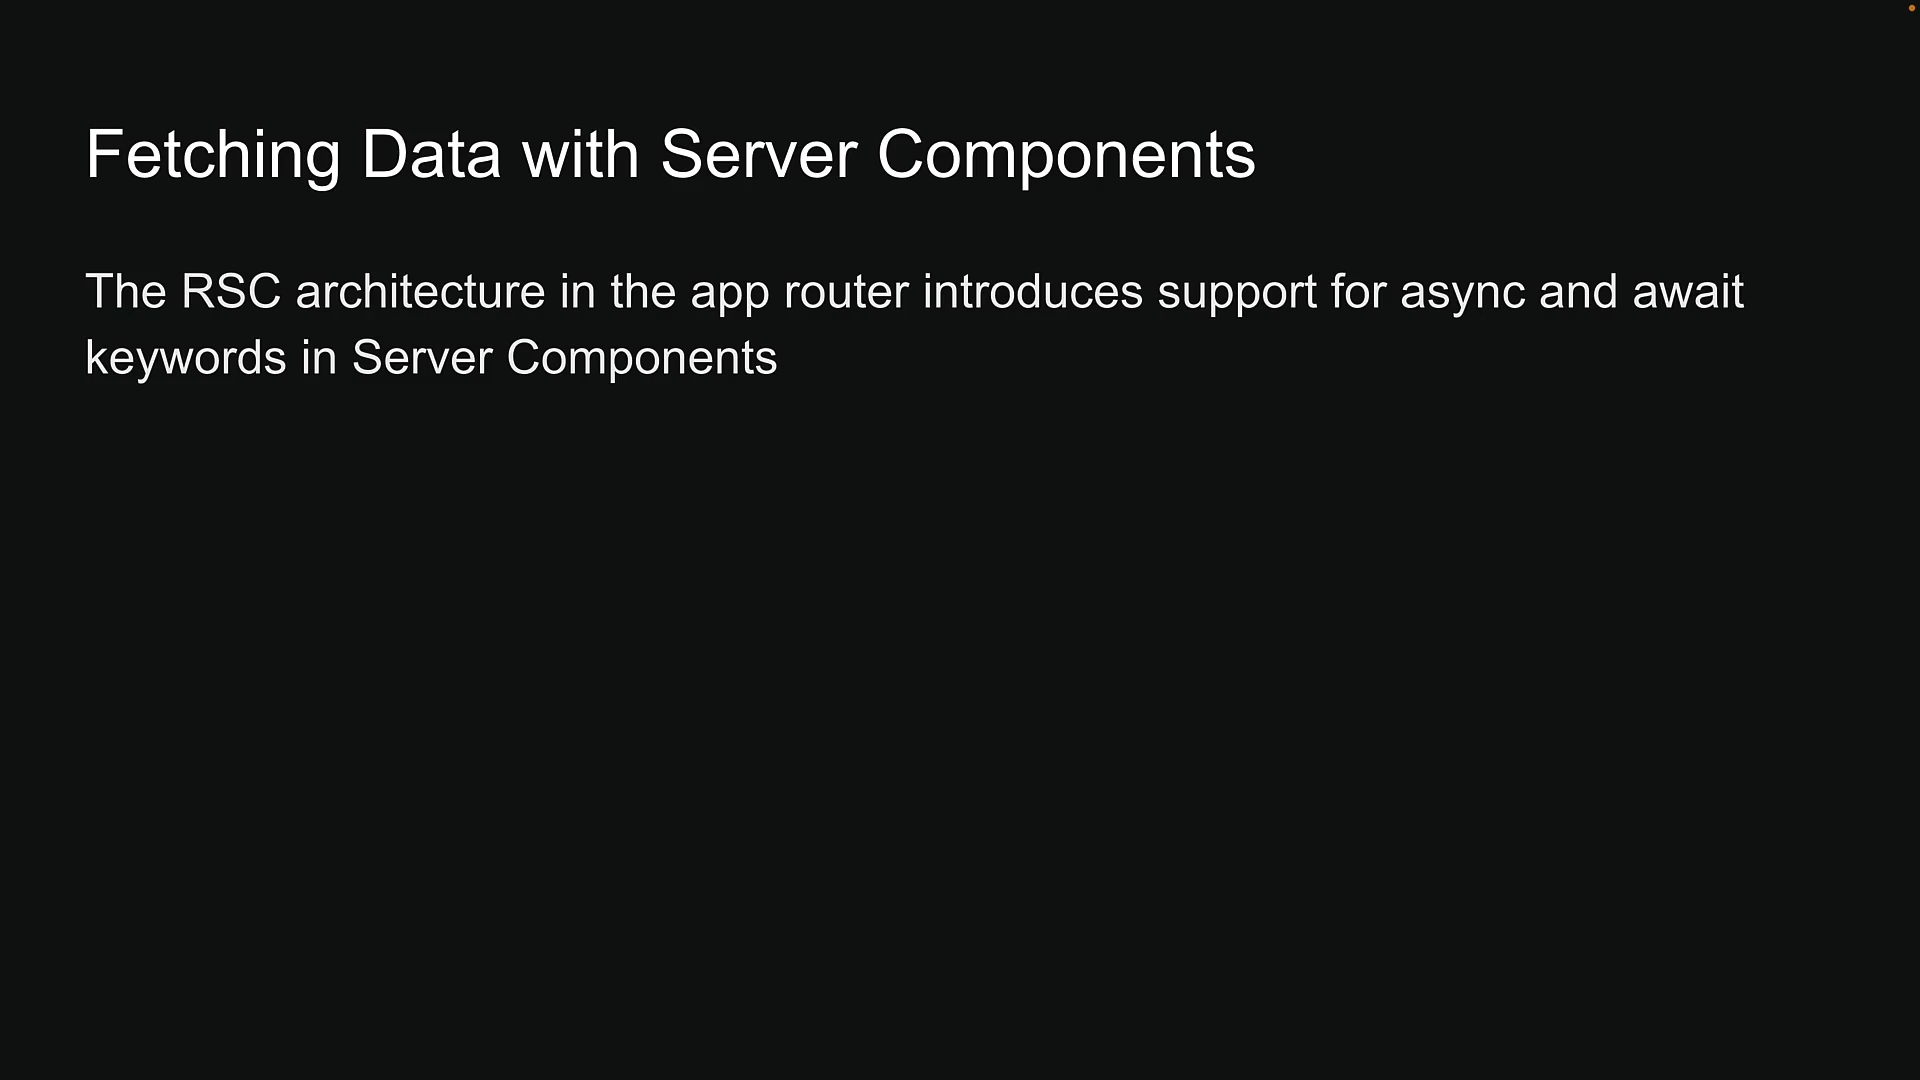 Fetching Data with Server Components
The RSC architecture in the app router introduces support for async and await
keywords in Server Components